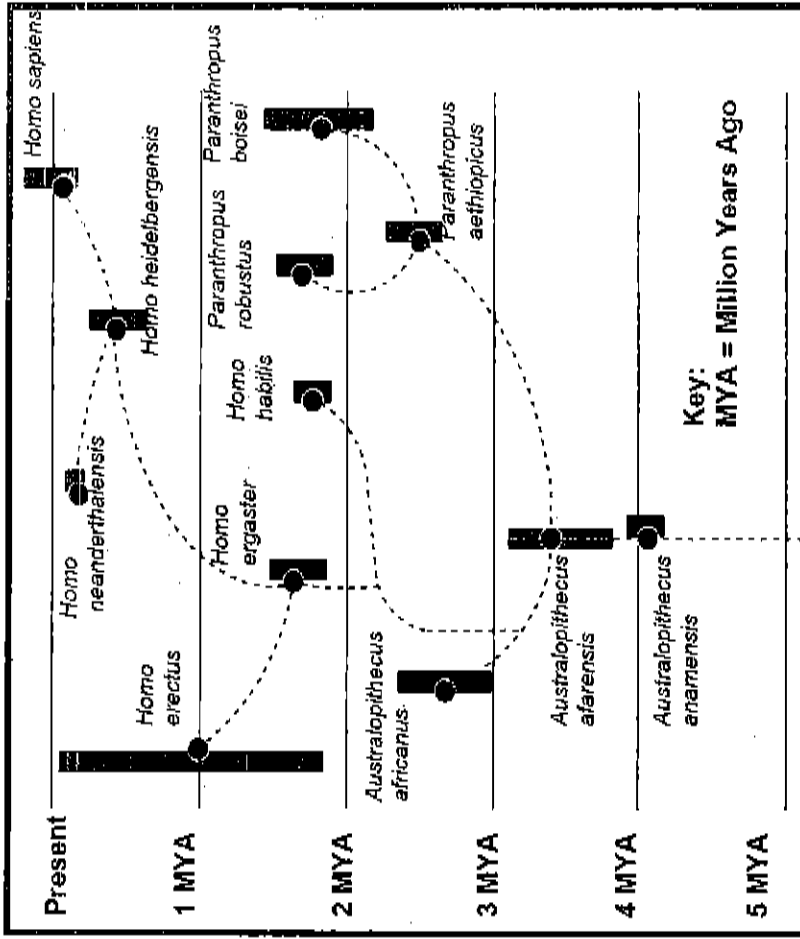 Present
1 MYA
2 MYA
3 MYA
4 MYA
5 MYA
Homo sapiens
Homo heidelbergensis
Homo
neanderthalensis
Homo
erectus
Homo
ergaster
Homo
habilis
Paranthropus
robustus
Paranthropus
boisei
Paranthropus
aethiopicus
Australopithecus
africanus
Australopithecus
afarensis
Australopithecus
anamensis
Key:
MYA = Million Years Ago